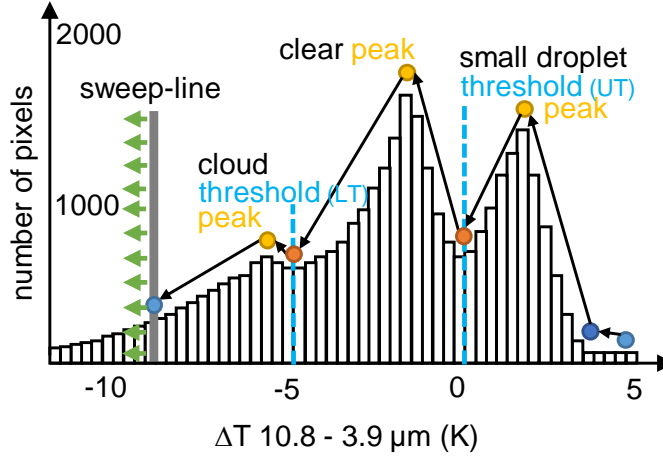 2000
clear peak
small droplet
threshold (UT)
peak
sweep-line
cloud
threshold (LT)
peak
1000
number of pixels
-10
-5
0
5
ΔT 10.8 - 3.9 µm (K)